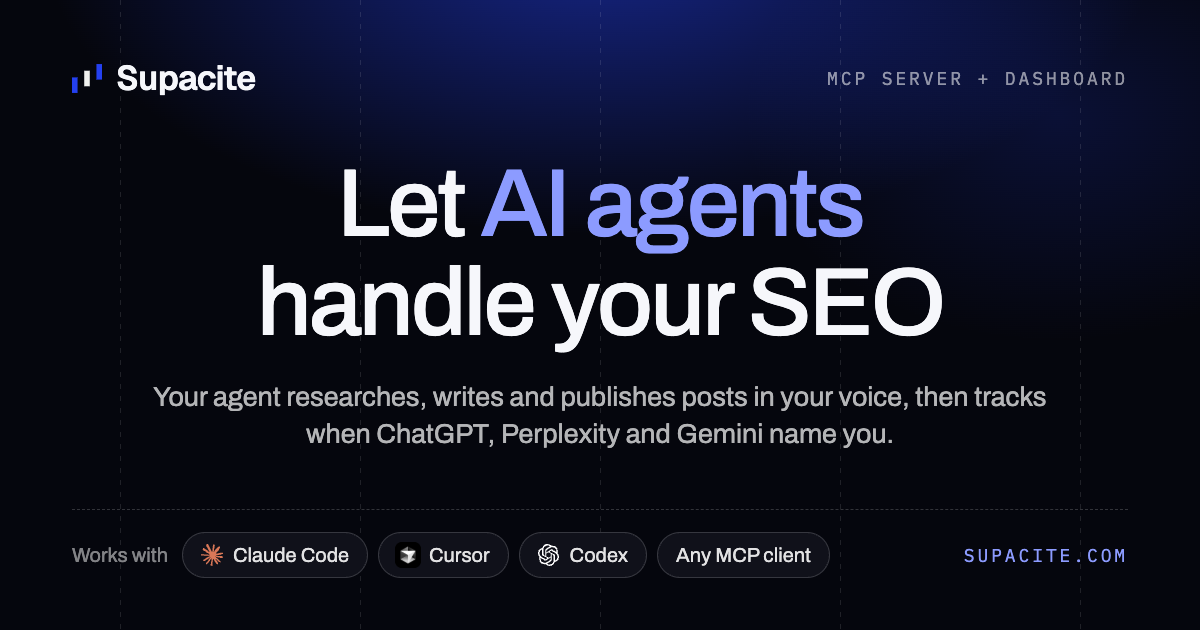 Supacite
MCP SERVER + DASHBOARD
Let AI agents
handle your SEO
Your agent researches, writes and publishes posts in your voice, then tracks
when ChatGPT, Perplexity and Gemini name you.
Works with
Claude Code
Cursor
Codex
Any MCP client
SUPACITE.COM